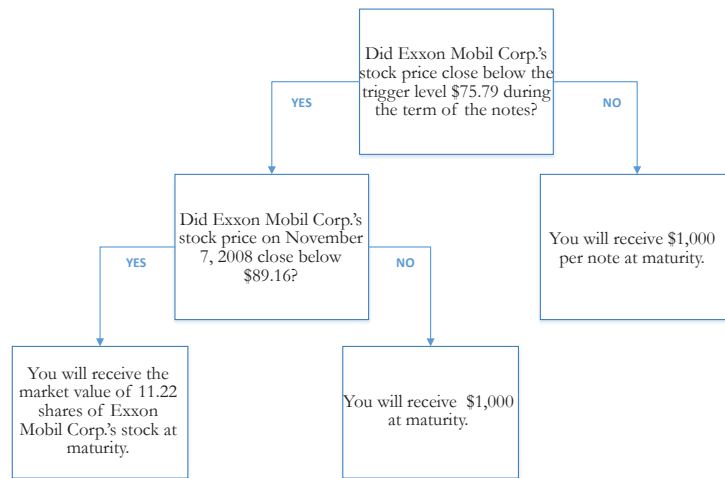 Did Exxon Mobil Corp.'s
stock price close below the
trigger level $75.79 during
the term of the notes?
YES
NO
Did Exxon Mobil Corp.'s
stock price on November
7, 2008 close below
$89.16?
You will receive $1,000
per note at maturity.
YES
NO
You will receive the
market value of 11.22
shares of Exxon
Mobil Corp.'s stock at
maturity.
You will receive $1,000
at maturity.